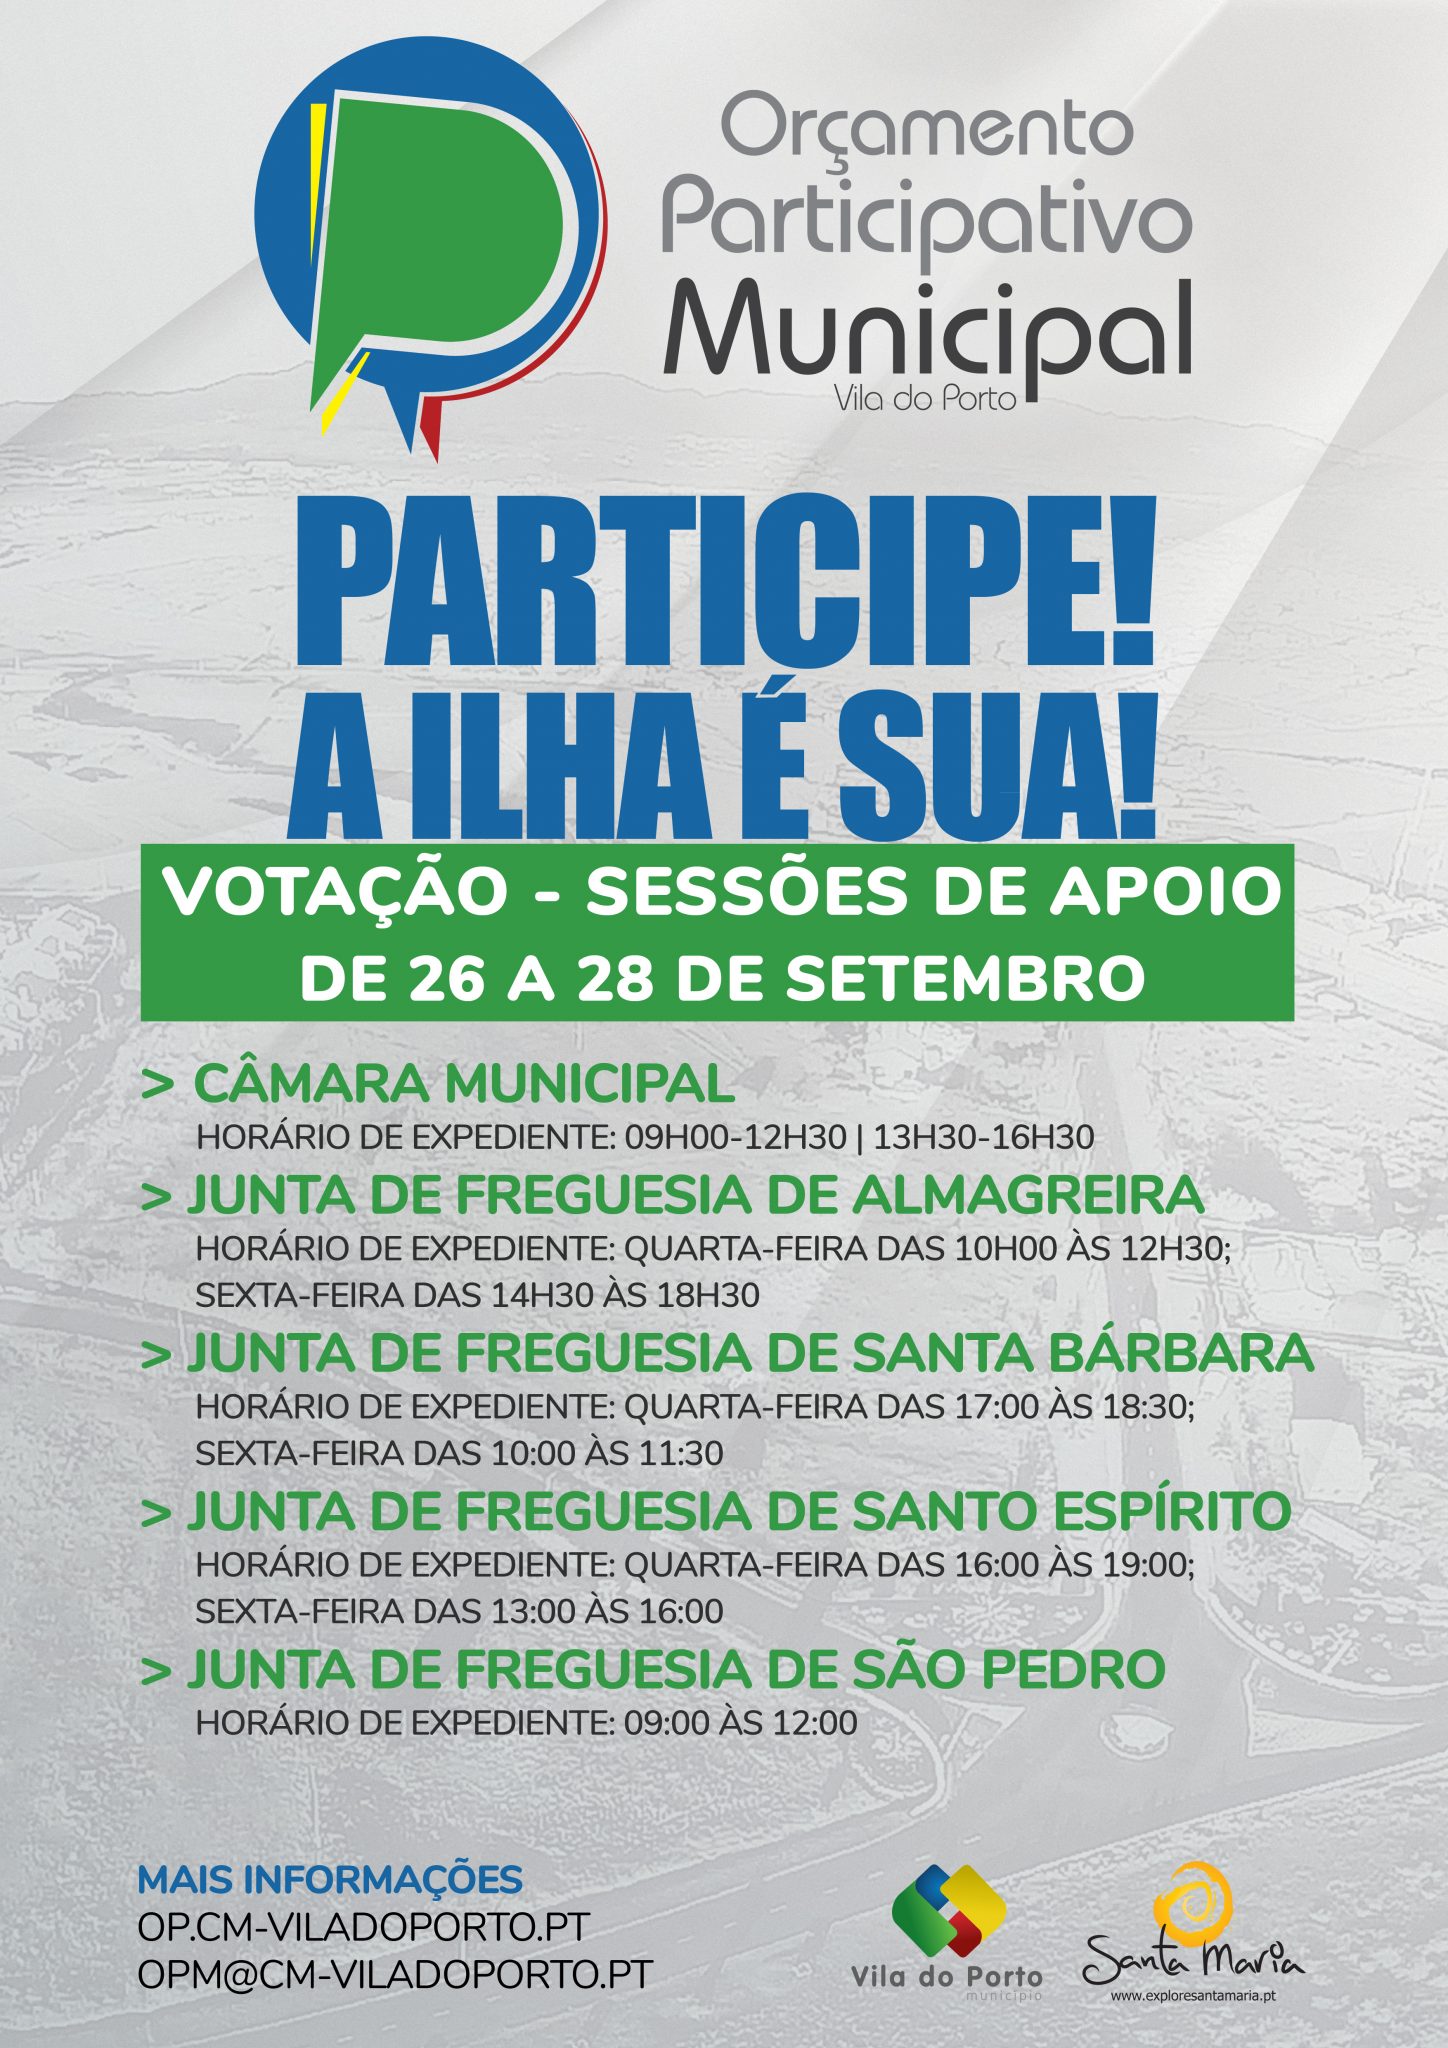 Orçamento
Participativo
Municipal
Vila do Porto
PARTICIPE!
A ILHA É SUA!
VOTAÇÃO - SESSÕES DE APOIO
DE 26 A 28 DE SETEMBRO
> CÂMARA MUNICIPAL
HORÁRIO DE EXPEDIENTE: 09H00-12H30 | 13H30-16H30
> JUNTA DE FREGUESIA DE ALMAGREIRA
HORÁRIO DE EXPEDIENTE: QUARTA-FEIRA DAS 10H00 ÀS 12H30;
SEXTA-FEIRA DAS 14H30 ÀS 18H30
> JUNTA DE FREGUESIA DE SANTA BÁRBARA
HORÁRIO DE EXPEDIENTE: QUARTA-FEIRA DAS 17:00 ÀS 18:30;
SEXTA-FEIRA DAS 10:00 ÀS 11:30
> JUNTA DE FREGUESIA DE SANTO ESPÍRITO
HORÁRIO DE EXPEDIENTE: QUARTA-FEIRA DAS 16:00 ÀS 19:00;
SEXTA-FEIRA DAS 13:00 ÀS 16:00
> JUNTA DE FREGUESIA DE SÃO PEDRO
HORÁRIO DE EXPEDIENTE: 09:00 ÀS 12:00
MAIS INFORMAÇÕES
OP.CM-VILADOPORTO.PT
OPM@CM-VILADOPORTO.PT
Vila do Porto
município
Santa Maria
www.exploresantamaria.pt